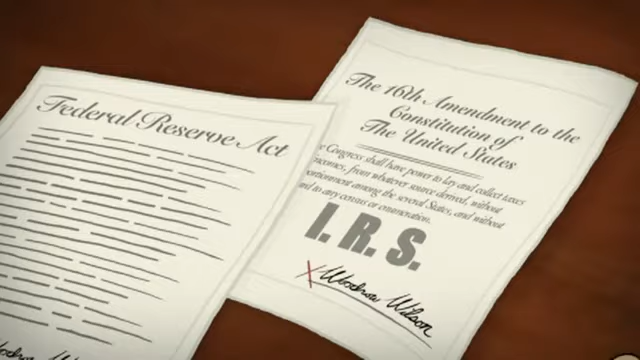 Federal Reserve Act
The 16th Amendment to the
Constitution of
The United States
Congress shall have power to lay and collect taxes
incomes, from whatever source derived, without
among the several States, and without
to any census or enumeration.
I. R. S.
X Woodrow Wilson
Woodrow